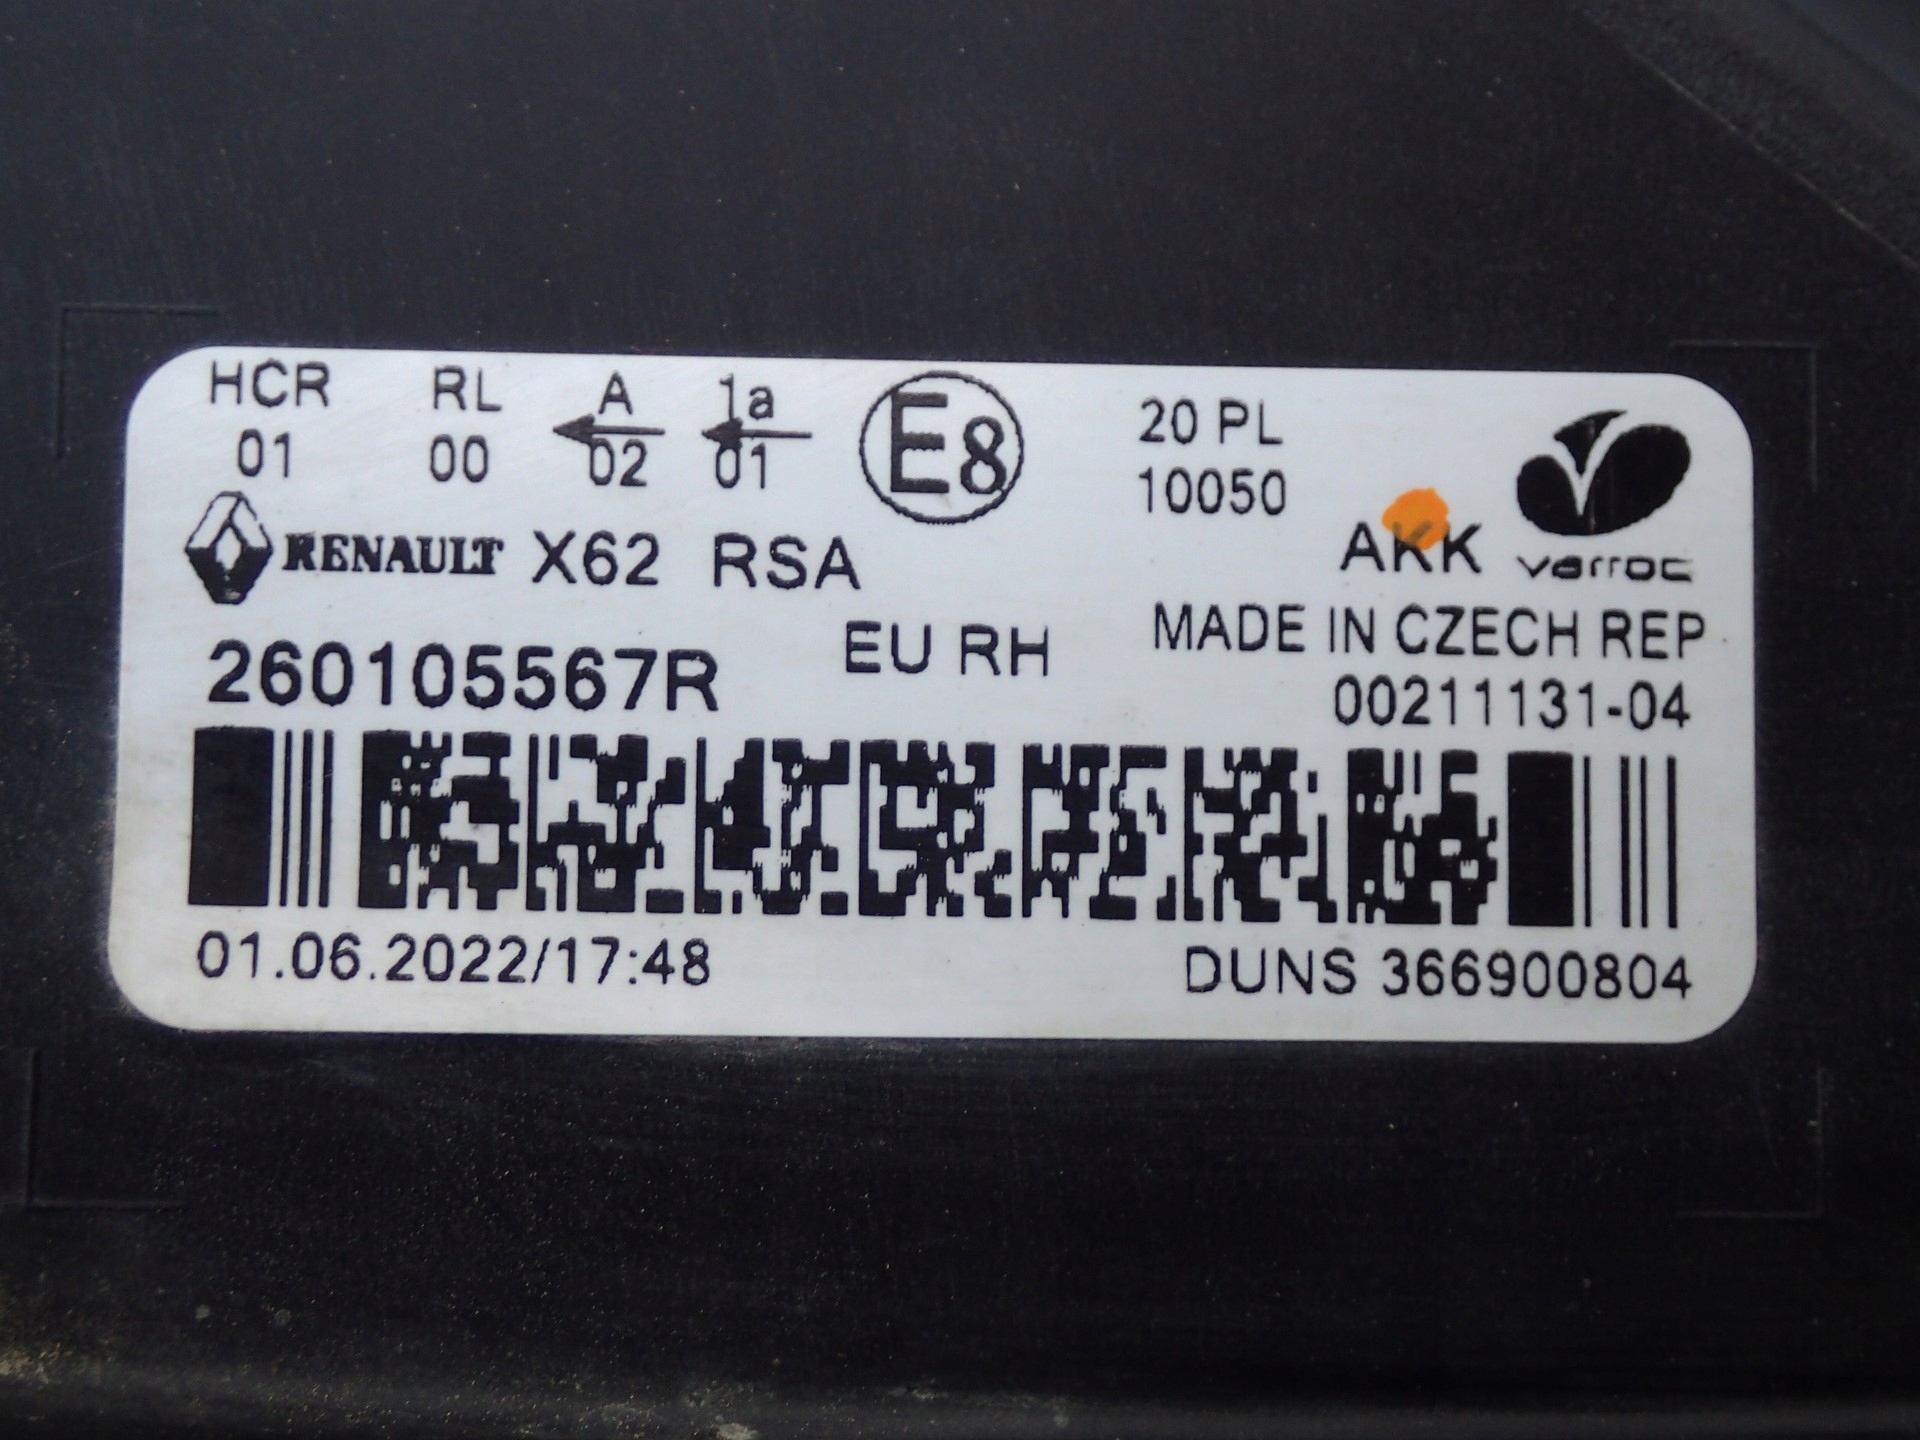 HCR RL A 1a E8 20 PL
01 00 02 01 10050
RENAULT X62 RSA AKK varroc
260105567R EU RH MADE IN CZECH REP
00211131-04
01.06.2022/17:48 DUNS 366900804